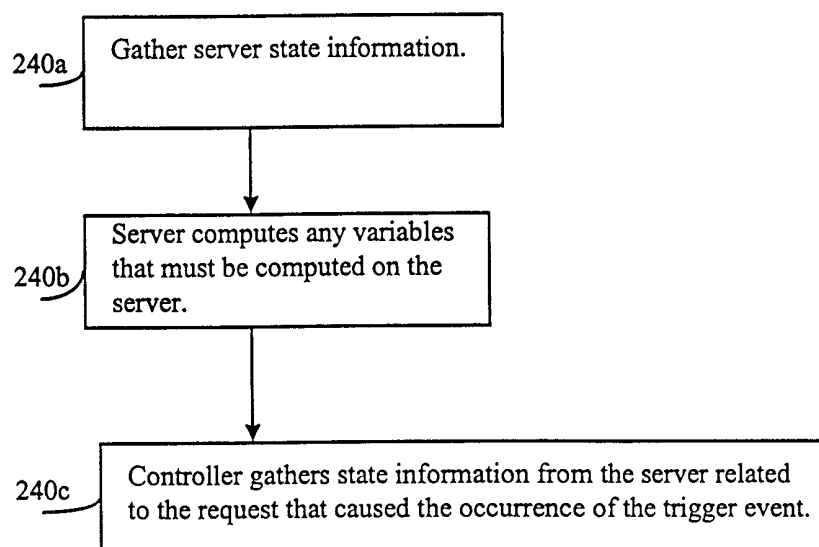 240a
Gather server state information.
240b
Server computes any variables
that must be computed on the
server.
240c
Controller gathers state information from the server related
to the request that caused the occurrence of the trigger event.